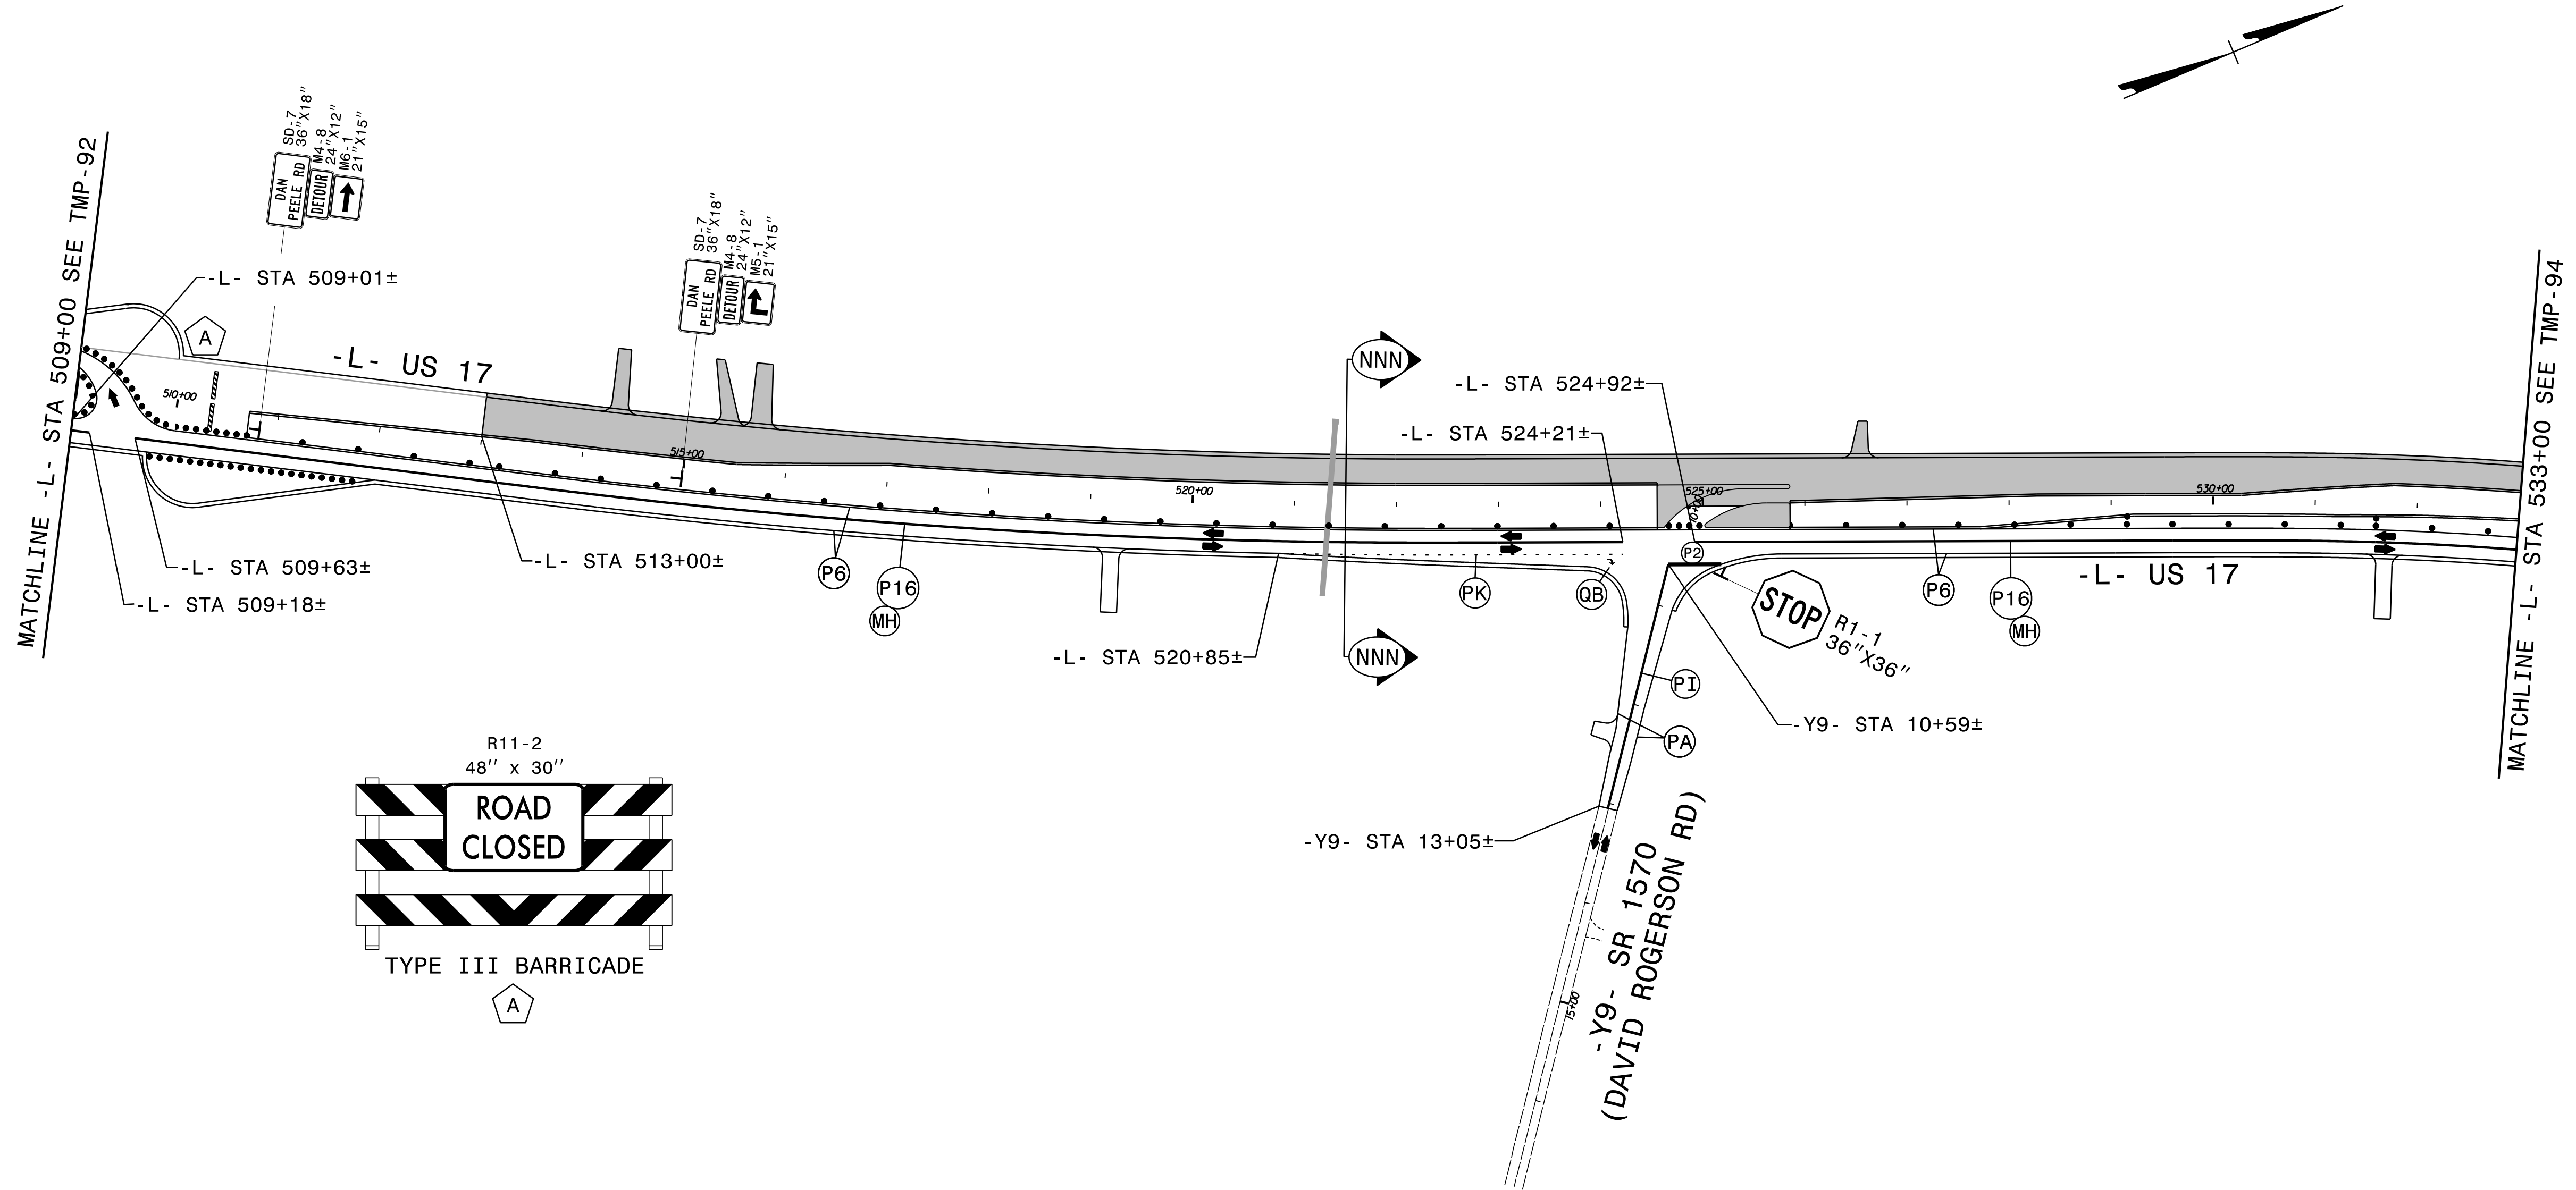 MATCHLINE -L- STA 509+00 SEE TMP-92
SD-7
36"X18"
M4-8
24"X12"
M6-1
21"X15"
DAN
PEELE RD
DETOUR
-L- STA 509+01±
A
-L- US 17
510+00
SD-7
36"X18"
M4-8
24"X12"
M5-1
21"X15"
DAN
PEELE RD
DETOUR
515+00
NNN
-L- STA 524+92±
-L- STA 524+21±
520+00
525+00
10+00
530+00
MATCHLINE -L- STA 533+00 SEE TMP-94
-L- STA 509+63±
-L- STA 509+18±
-L- STA 513+00±
P6
P16
MH
-L- STA 520+85±
NNN
PK
QB
P2
STOP
R1-1
36"X36"
P6
P16
MH
-L- US 17
PI
PA
-Y9- STA 10+59±
-Y9- STA 13+05±
-Y9- SR 1570
(DAVID ROGERSON RD)
15+00
R11-2
48'' x 30''
ROAD
CLOSED
TYPE III BARRICADE
A